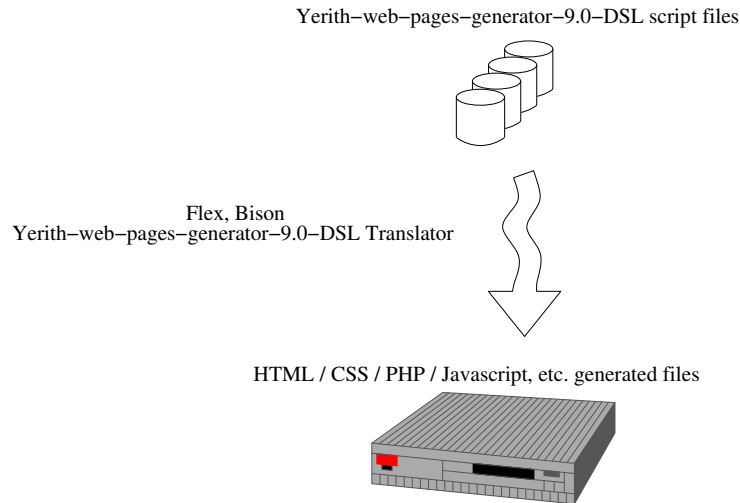 Yerith−web−pages−generator−9.0−DSL script files
Flex, Bison
Yerith−web−pages−generator−9.0−DSL Translator
HTML / CSS / PHP / Javascript, etc. generated files